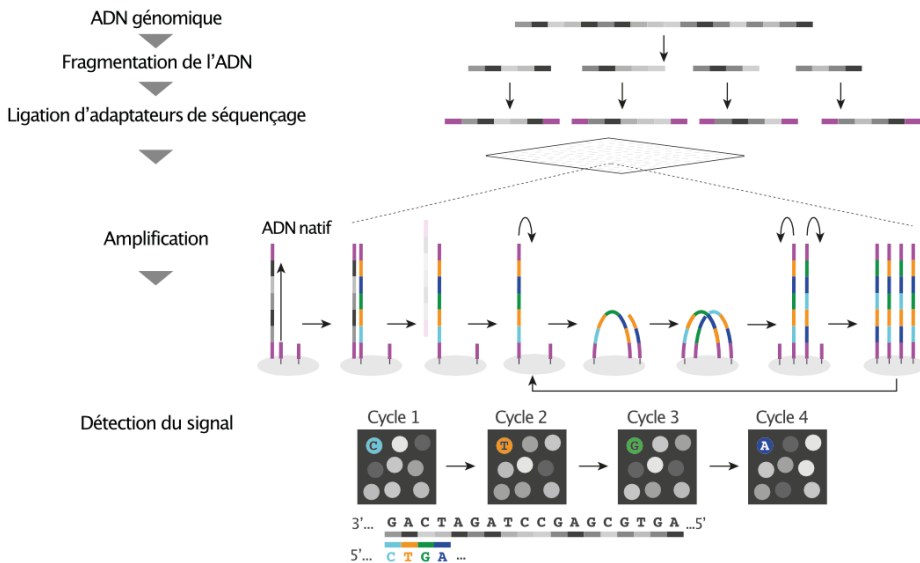 ADN génomique
Fragmentation de l’ADN
Ligation d’adaptateurs de séquençage
Amplification
ADN natif
Détection du signal
Cycle 1
Cycle 2
Cycle 3
Cycle 4
C
T
G
A
3’... G A C T A G A T C C G A G C G T G A ...5’
5’... C T G A ...